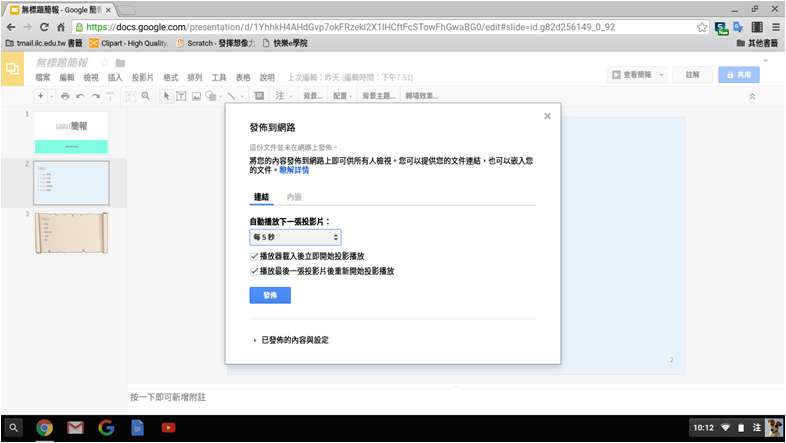 無標題簡報 - Google 簡報
https://docs.google.com/presentation/d/1YhhkH4AHdGvp7okFRzekI2X1IHCftFcSTowFhGwaBG0/edit#slide=id.g82d256149_0_92
tmail.ilc.edu.tw 書籤 Clipart - High Quality, Scratch - 發揮想像力 快樂e學院 其他書籤
無標題簡報
檔案 編輯 檢視 插入 投影片 格式 排列 工具 表格 說明 上次編輯：昨天 (編輯時間：下午7:51)
查看簡報 註解 共用
注 背景... 配置 背景主題... 轉場效果...
1
簡報
2
3
發佈到網路
這份文件並未在網路上發佈。
將您的內容發佈到網路上即可供所有人檢視。您可以提供您的文件連結，也可以嵌入您
的文件。瞭解詳情
連結 內嵌
自動播放下一張投影片：
每 5 秒
播放器載入後立即開始投影播放
播放最後一張投影片後重新開始投影播放
發佈
已發佈的內容與設定
2
按一下即可新增附註
10:12 注